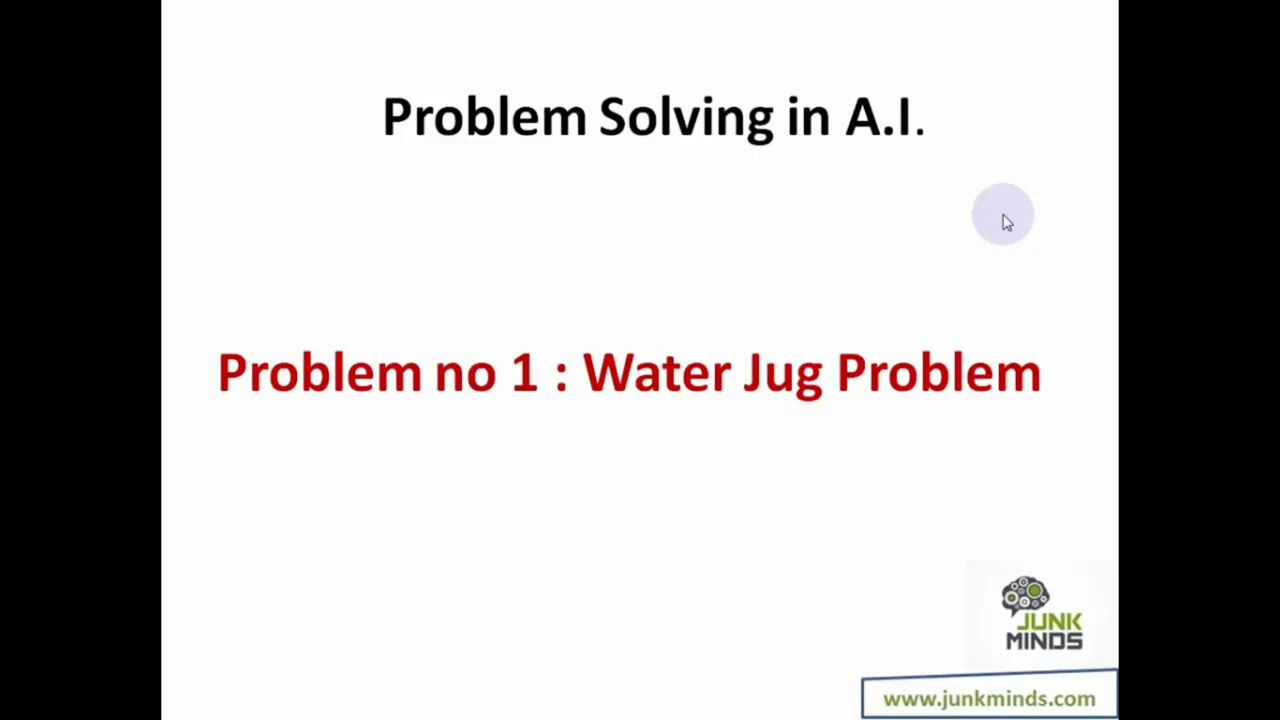 Problem Solving in A.I.
Problem no 1 : Water Jug Problem
JUNK
MINDS
www.junkminds.com